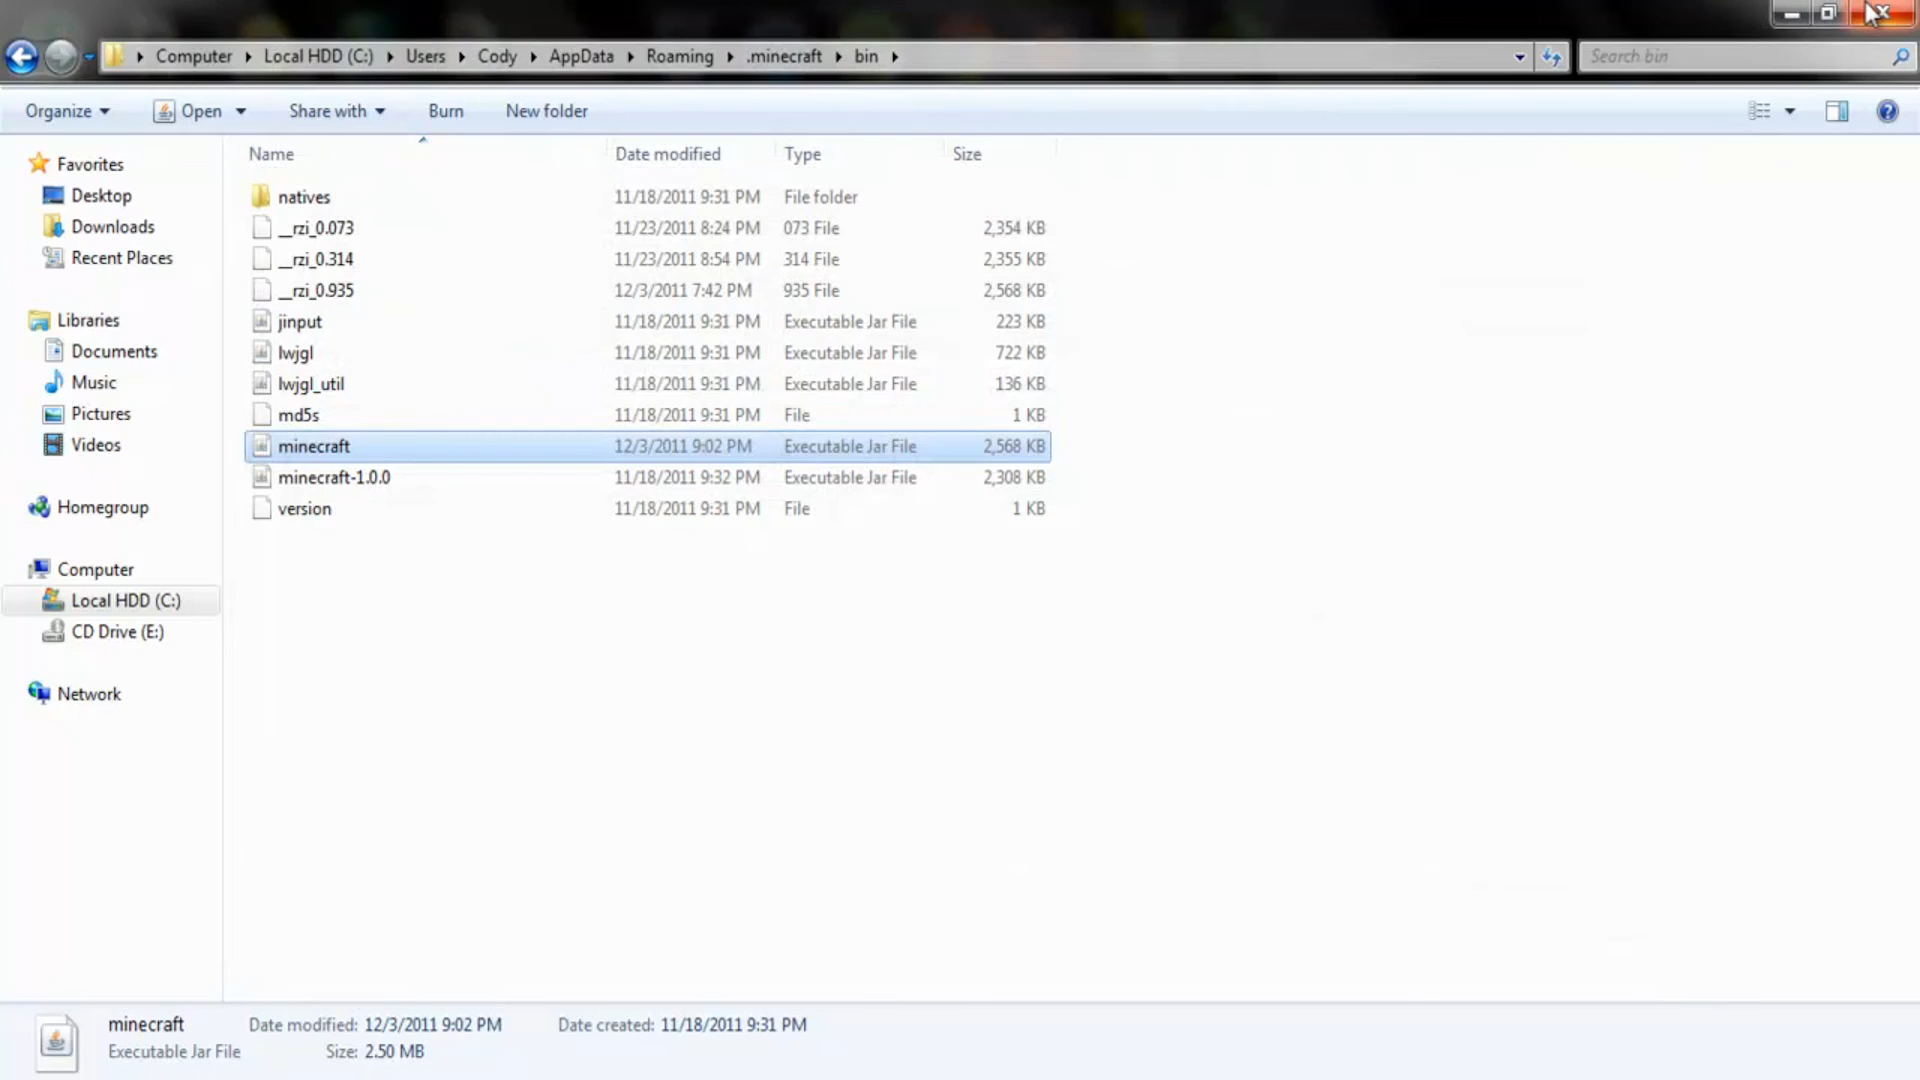 Computer Local HDD (C:) Users Cody AppData Roaming .minecraft bin Search bin
Organize Open Share with Burn New folder
Name Date modified Type Size
Favorites
Desktop
Downloads
Recent Places
Libraries
Documents
Music
Pictures
Videos
Homegroup
Computer
Local HDD (C:)
CD Drive (E:)
Network
natives 11/18/2011 9:31 PM File folder
__rzi_0.073 11/23/2011 8:24 PM 073 File 2,354 KB
__rzi_0.314 11/23/2011 8:54 PM 314 File 2,355 KB
__rzi_0.935 12/3/2011 7:42 PM 935 File 2,568 KB
jinput 11/18/2011 9:31 PM Executable Jar File 223 KB
lwjgl 11/18/2011 9:31 PM Executable Jar File 722 KB
lwjgl_util 11/18/2011 9:31 PM Executable Jar File 136 KB
md5s 11/18/2011 9:31 PM File 1 KB
minecraft 12/3/2011 9:02 PM Executable Jar File 2,568 KB
minecraft-1.0.0 11/18/2011 9:32 PM Executable Jar File 2,308 KB
version 11/18/2011 9:31 PM File 1 KB
minecraft Date modified: 12/3/2011 9:02 PM Date created: 11/18/2011 9:31 PM
Executable Jar File Size: 2.50 MB